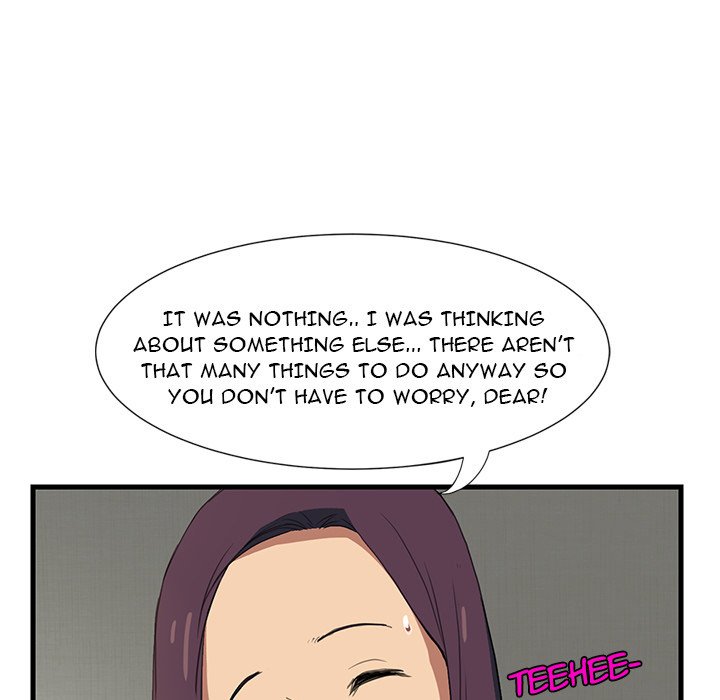 IT WAS NOTHING.. I WAS THINKING
ABOUT SOMETHING ELSE... THERE AREN'T
THAT MANY THINGS TO DO ANYWAY SO
YOU DON'T HAVE TO WORRY, DEAR!
TEEHEE-